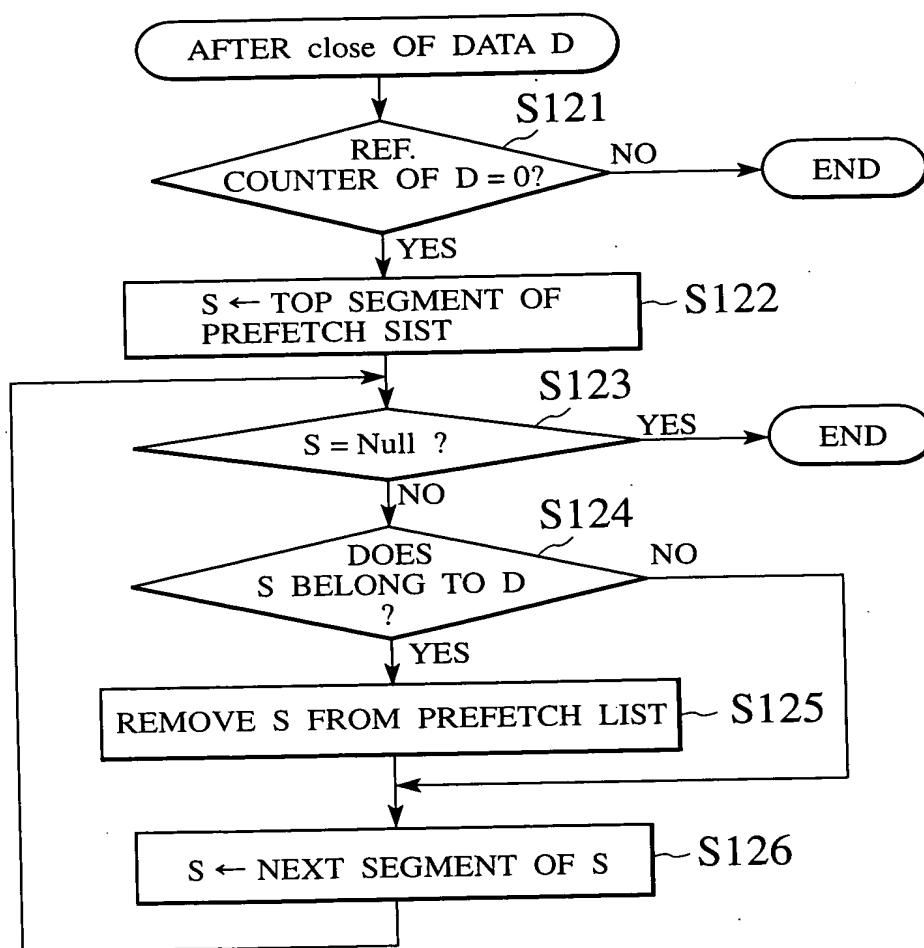 AFTER close OF DATA D
S121
REF.
COUNTER OF D = 0?
NO
END
YES
S ← TOP SEGMENT OF
PREFETCH SIST
S122
S123
S = Null ?
YES
END
NO
S124
DOES
S BELONG TO D
?
NO
YES
REMOVE S FROM PREFETCH LIST
S125
S ← NEXT SEGMENT OF S
S126